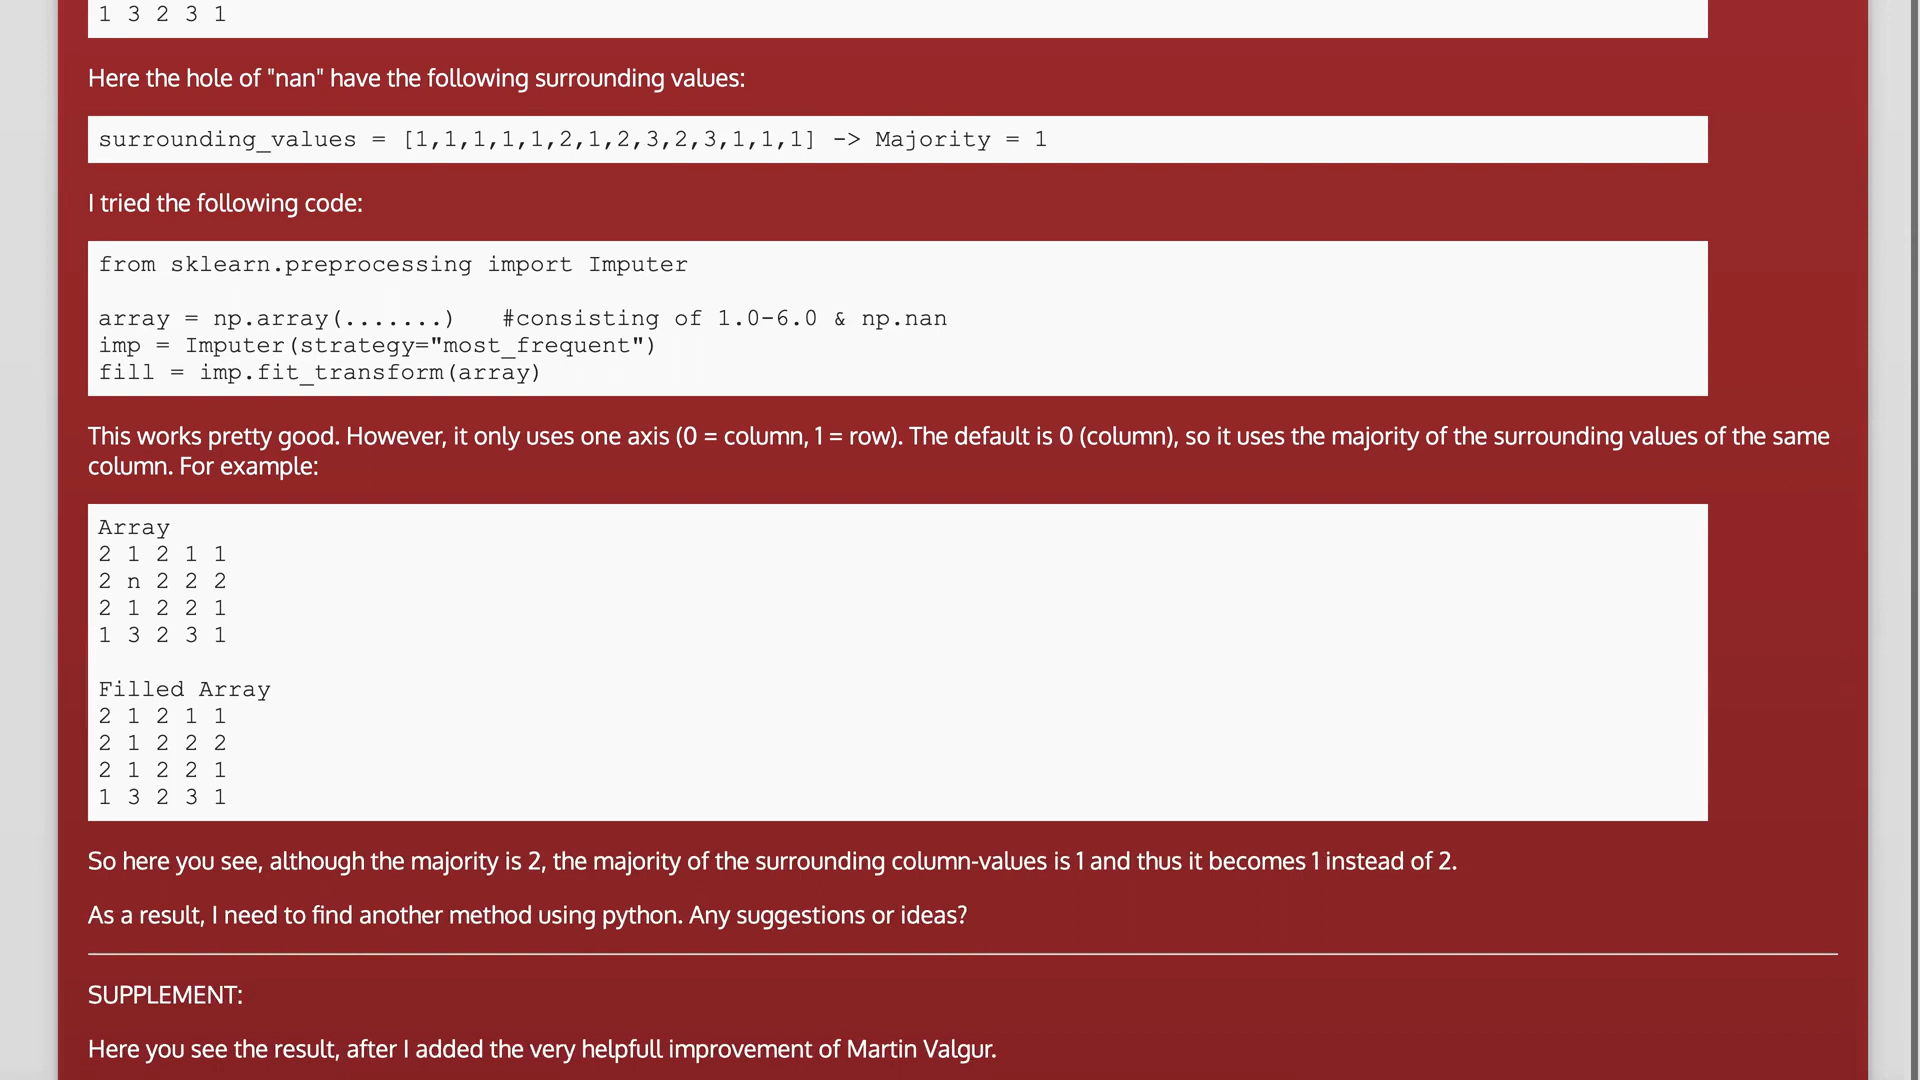 1 3 2 3 1
Here the hole of "nan" have the following surrounding values:
surrounding_values = [1,1,1,1,1,2,1,2,3,2,3,1,1,1] -> Majority = 1
I tried the following code:
from sklearn.preprocessing import Imputer
array = np.array(.......)   #consisting of 1.0-6.0 & np.nan
imp = Imputer(strategy="most_frequent")
fill = imp.fit_transform(array)
This works pretty good. However, it only uses one axis (0 = column, 1 = row). The default is 0 (column), so it uses the majority of the surrounding values of the same
column. For example:
Array
2 1 2 1 1
2 n 2 2 2
2 1 2 2 1
1 3 2 3 1
Filled Array
2 1 2 1 1
2 1 2 2 2
2 1 2 2 1
1 3 2 3 1
So here you see, although the majority is 2, the majority of the surrounding column-values is 1 and thus it becomes 1 instead of 2.
As a result, I need to find another method using python. Any suggestions or ideas?
SUPPLEMENT:
Here you see the result, after I added the very helpfull improvement of Martin Valgur.